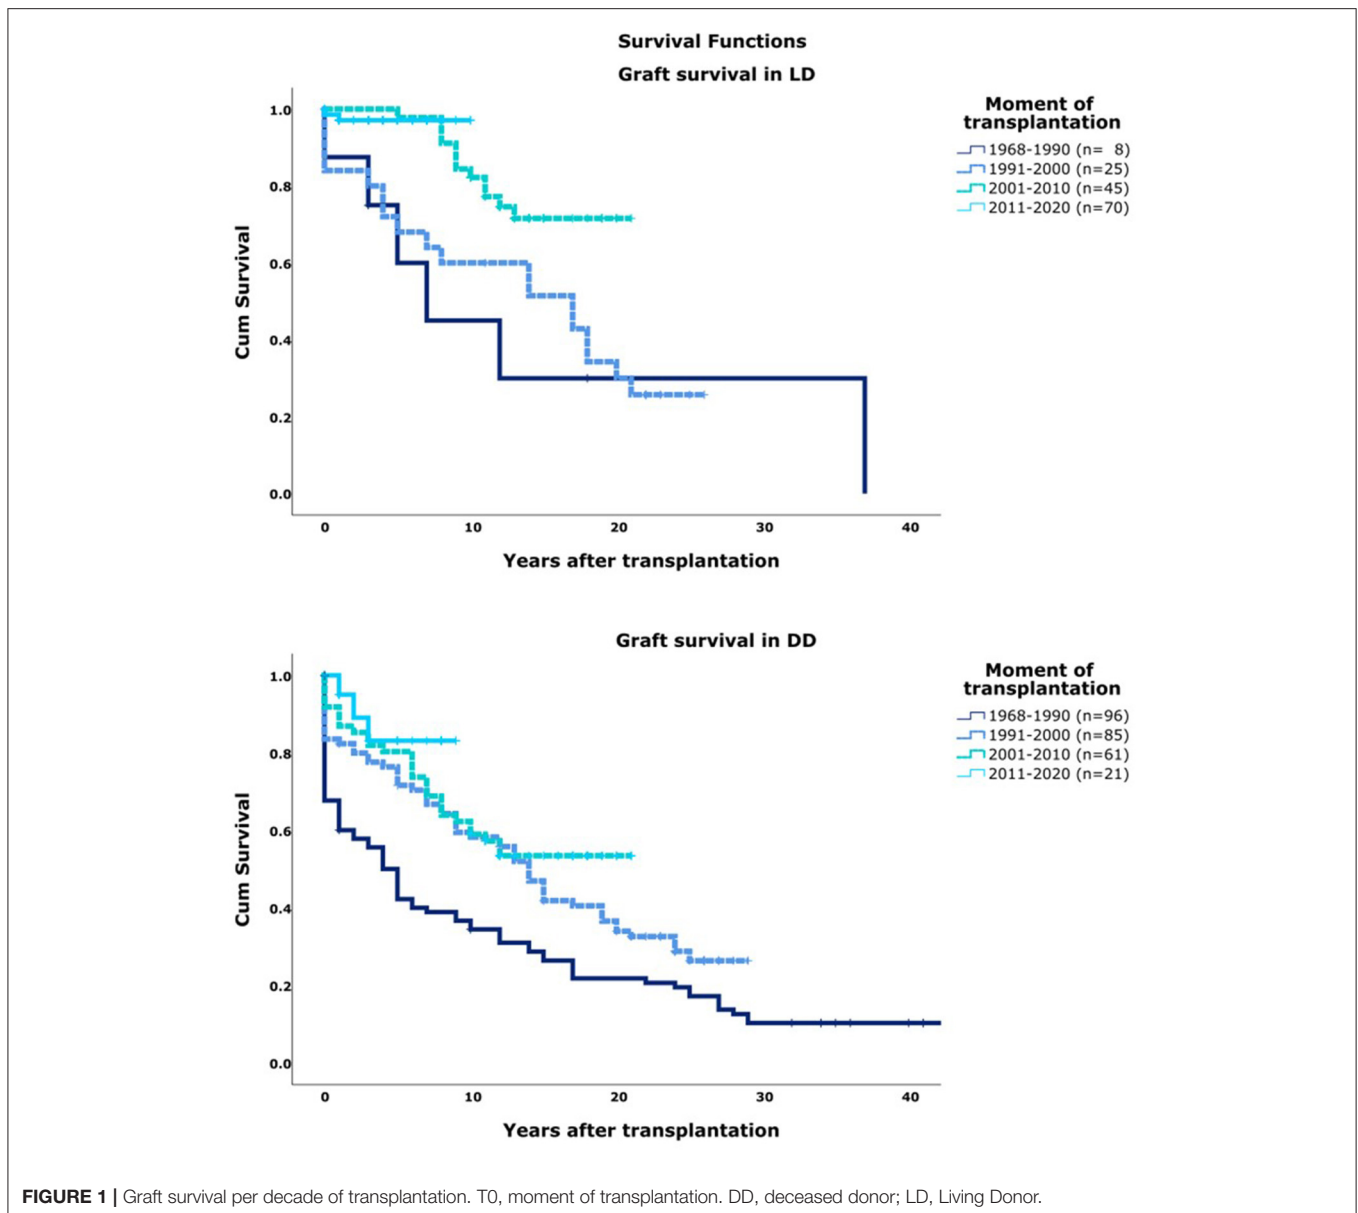 Survival Functions
Graft survival in LD
1.0
0.8
0.6
0.4
0.2
0.0
Cum Survival
0 10 20 30 40
Years after transplantation
Moment of
transplantation
1968-1990 (n= 8)
1991-2000 (n=25)
2001-2010 (n=45)
2011-2020 (n=70)
Graft survival in DD
1.0
0.8
0.6
0.4
0.2
0.0
Cum Survival
0 10 20 30 40
Years after transplantation
Moment of
transplantation
1968-1990 (n=96)
1991-2000 (n=85)
2001-2010 (n=61)
2011-2020 (n=21)
FIGURE 1 | Graft survival per decade of transplantation. T0, moment of transplantation. DD, deceased donor; LD, Living Donor.